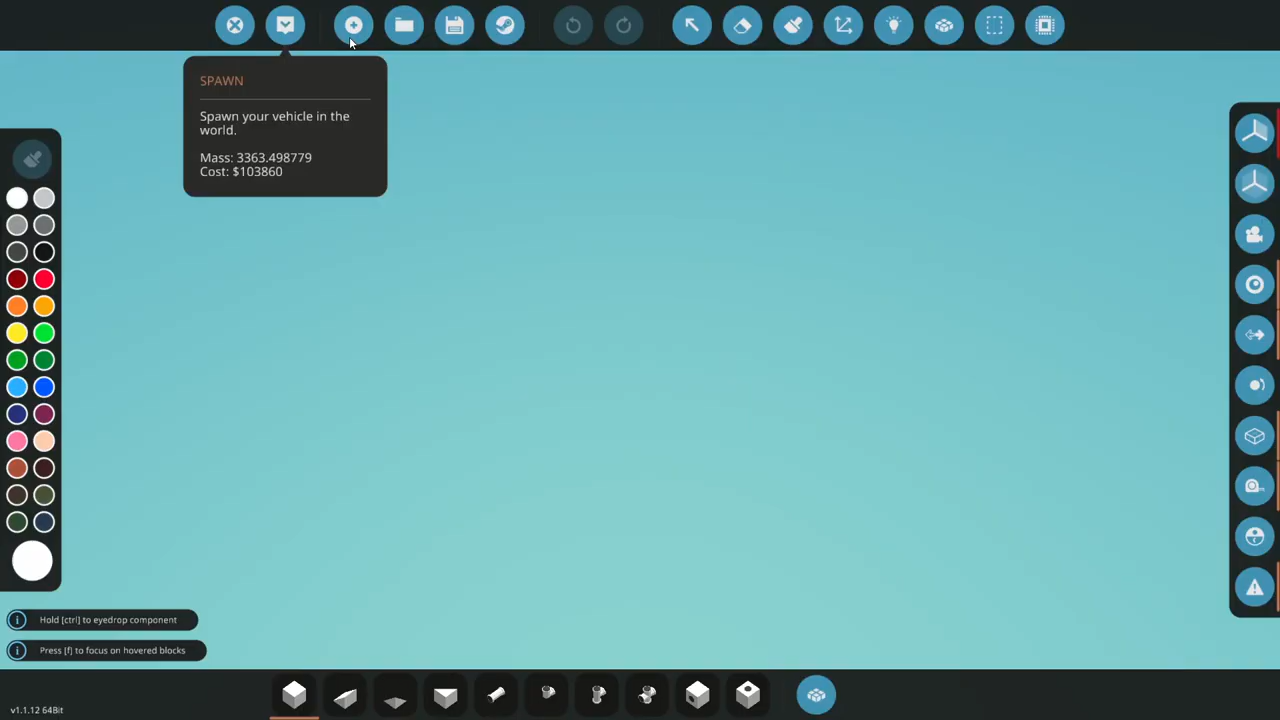 SPAWN
Spawn your vehicle in the
world.
Mass: 3363.498779
Cost: $103860
Hold [ctrl] to eyedrop component
Press [f] to focus on hovered blocks
v1.1.12 64Bit